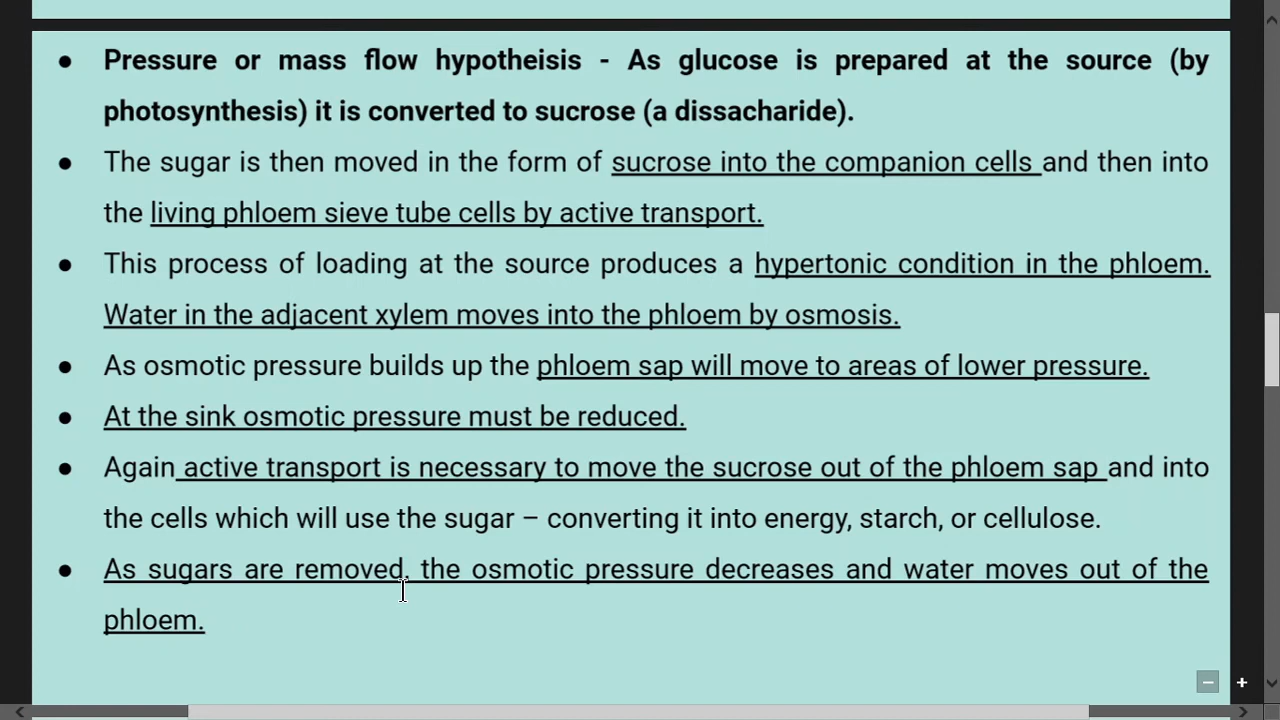 ● Pressure or mass flow hypotheisis - As glucose is prepared at the source (by
photosynthesis) it is converted to sucrose (a dissacharide).
● The sugar is then moved in the form of sucrose into the companion cells and then into
the living phloem sieve tube cells by active transport.
● This process of loading at the source produces a hypertonic condition in the phloem.
Water in the adjacent xylem moves into the phloem by osmosis.
● As osmotic pressure builds up the phloem sap will move to areas of lower pressure.
● At the sink osmotic pressure must be reduced.
● Again active transport is necessary to move the sucrose out of the phloem sap and into
the cells which will use the sugar – converting it into energy, starch, or cellulose.
● As sugars are removed, the osmotic pressure decreases and water moves out of the
phloem.